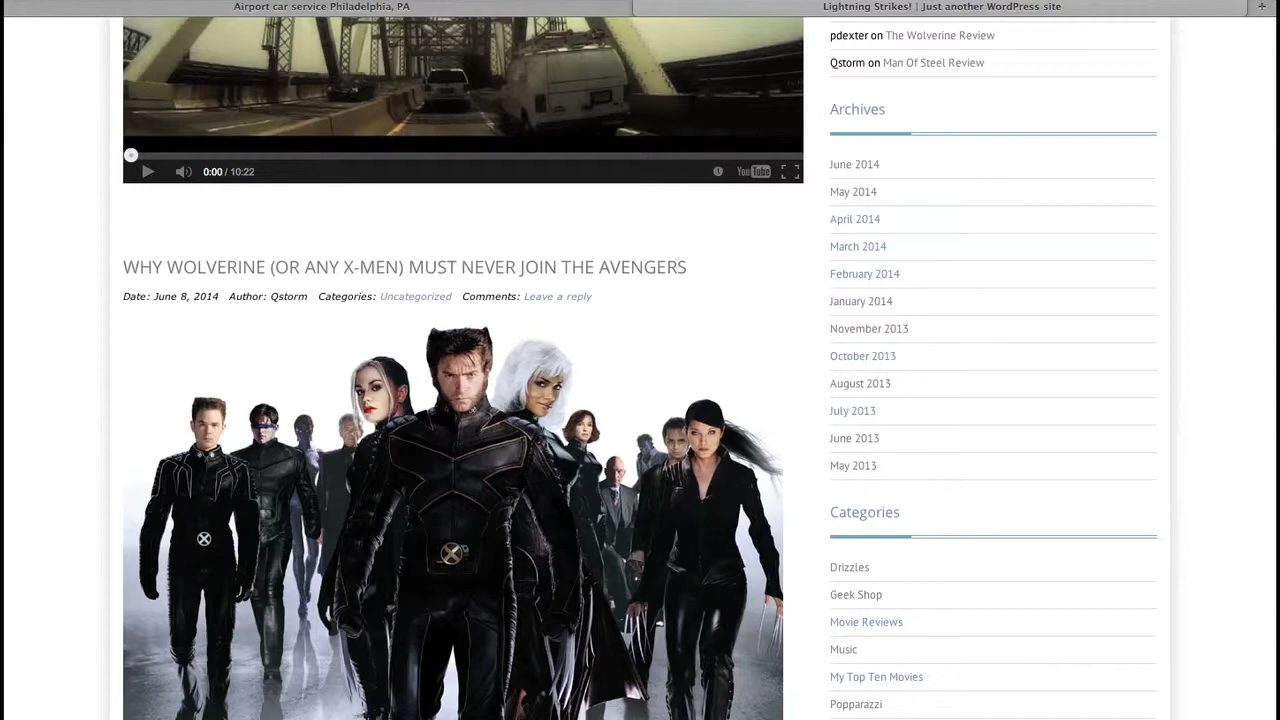 Airport car service Philadelphia, PA
Lightning Strikes! | Just another WordPress site
0:00 / 10:22
YouTube
WHY WOLVERINE (OR ANY X-MEN) MUST NEVER JOIN THE AVENGERS
Date: June 8, 2014 Author: Qstorm Categories: Uncategorized Comments: Leave a reply
pdexter on The Wolverine Review
Qstorm on Man Of Steel Review
Archives
June 2014
May 2014
April 2014
March 2014
February 2014
January 2014
November 2013
October 2013
August 2013
July 2013
June 2013
May 2013
Categories
Drizzles
Geek Shop
Movie Reviews
Music
My Top Ten Movies
Popparazzi